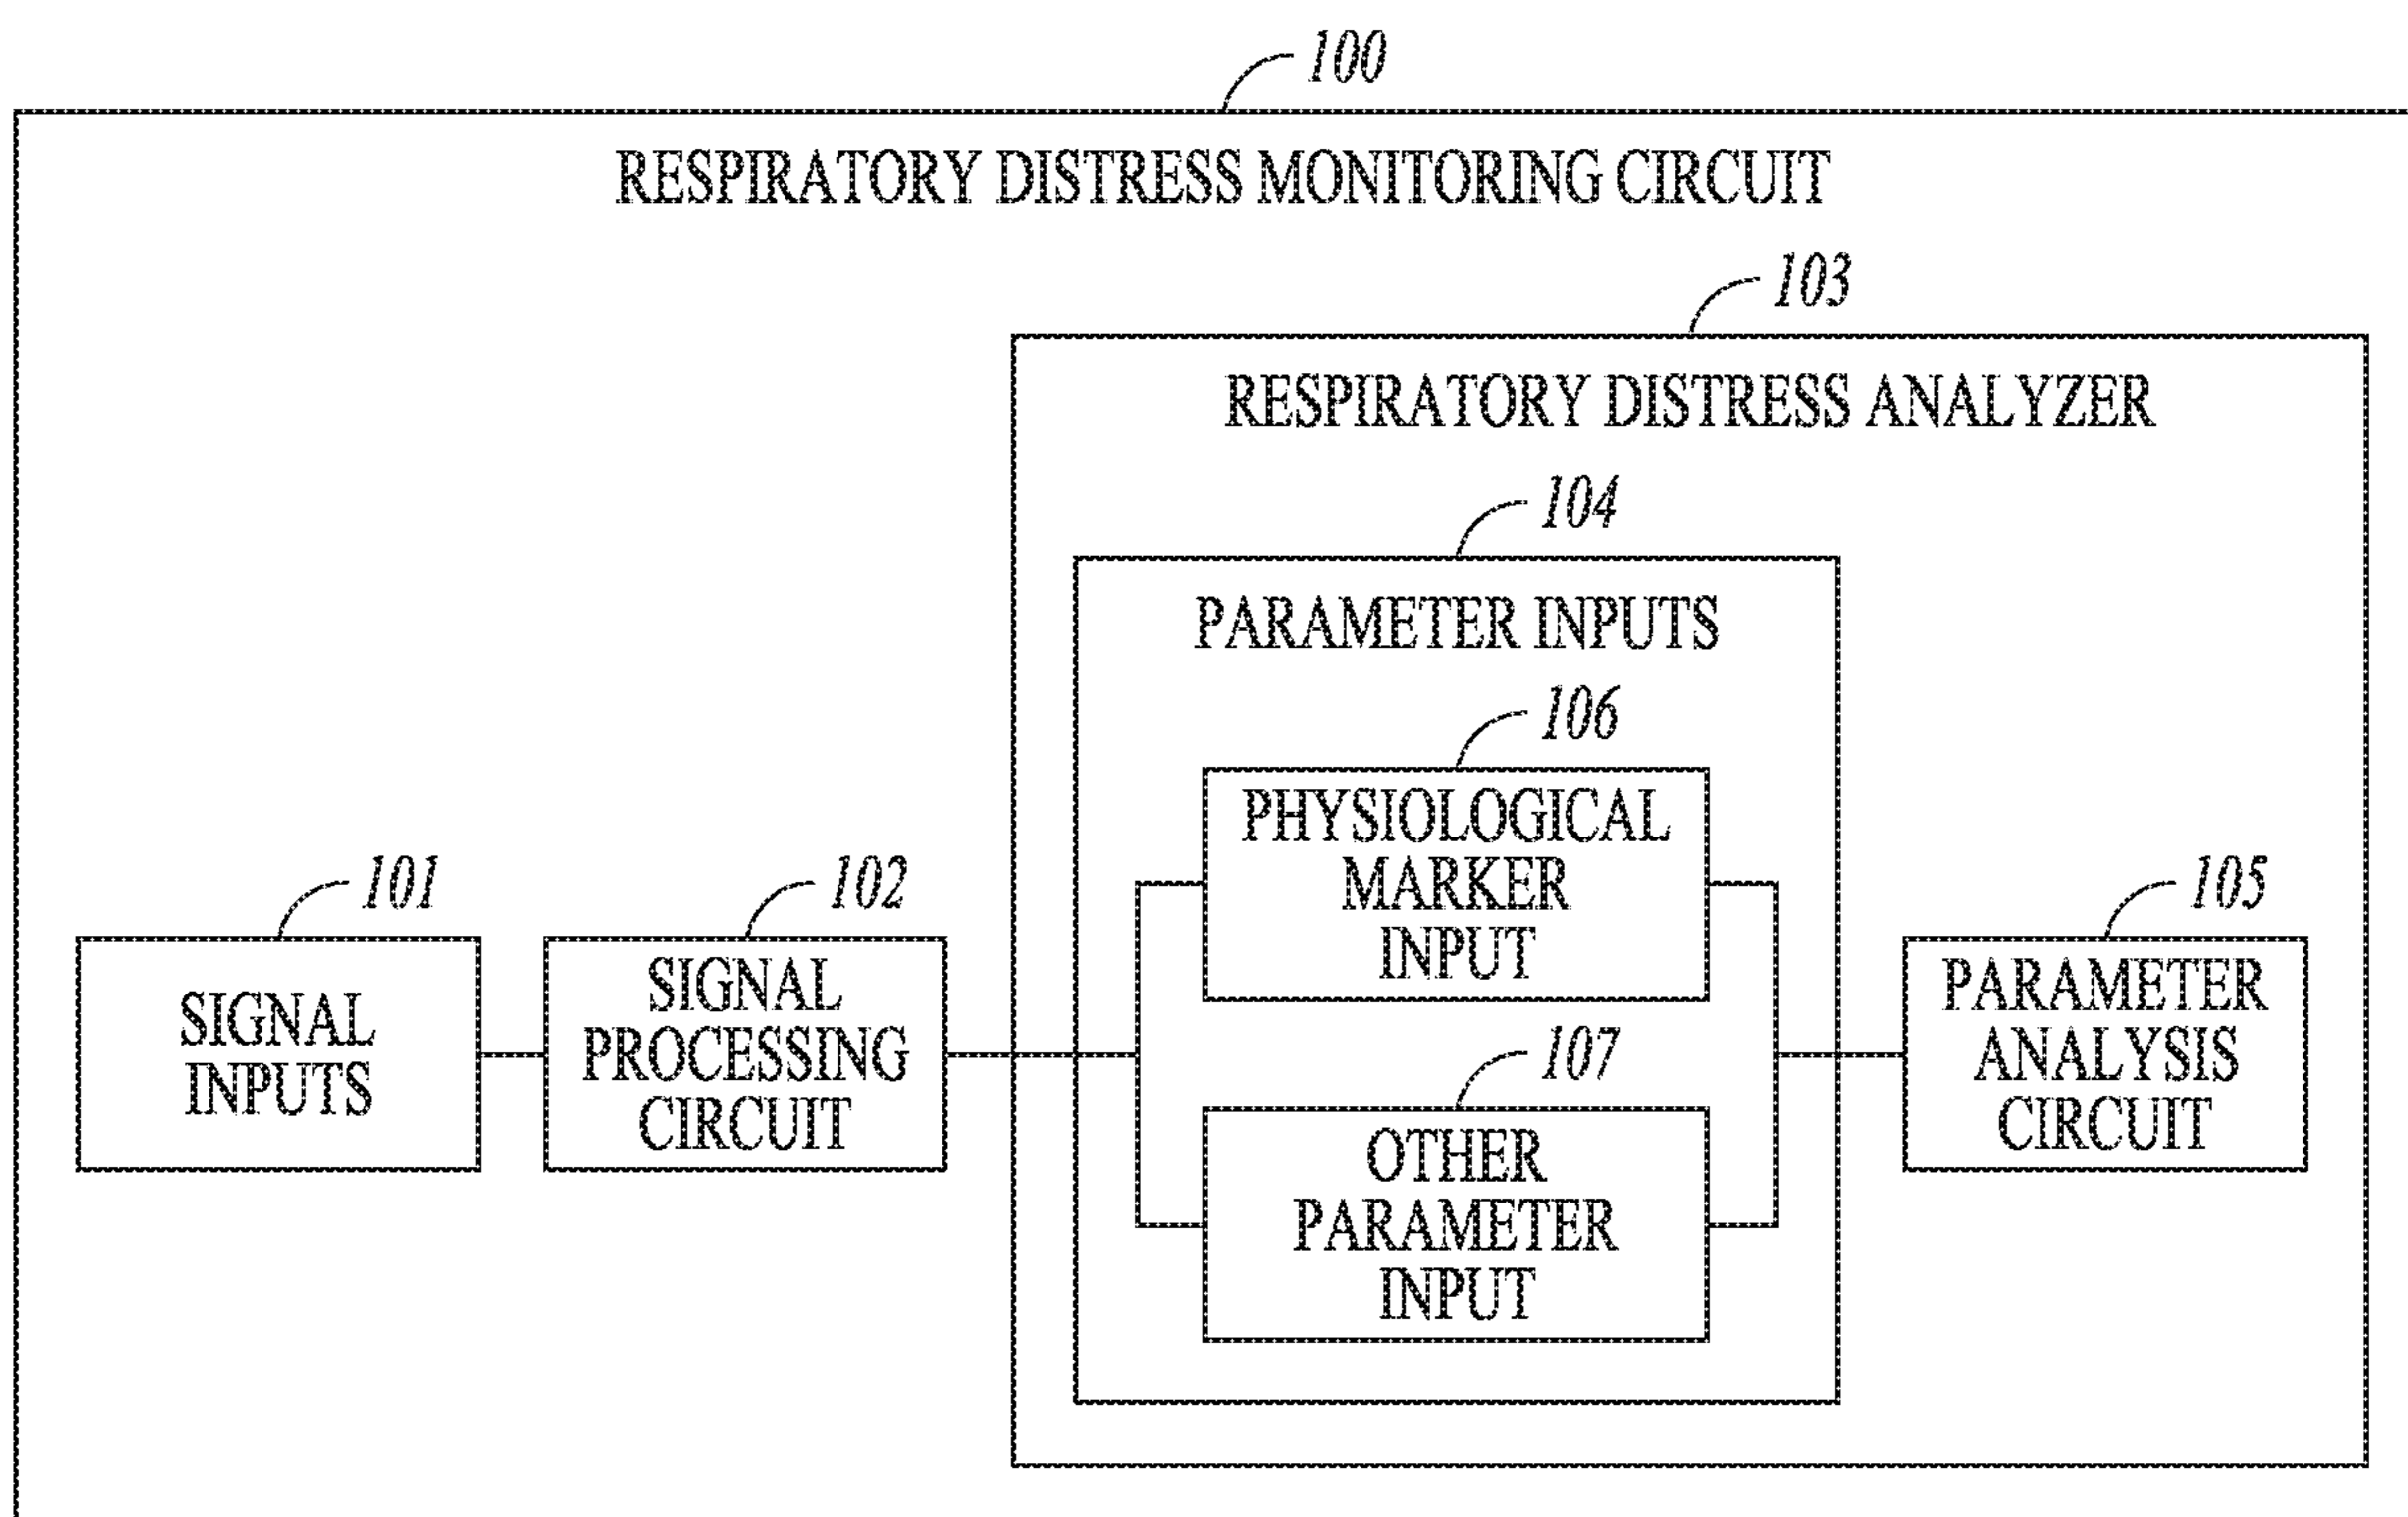 100
RESPIRATORY DISTRESS MONITORING CIRCUIT
103
RESPIRATORY DISTRESS ANALYZER
104
PARAMETER INPUTS
106
PHYSIOLOGICAL
MARKER
INPUT
101
SIGNAL
INPUTS
102
SIGNAL
PROCESSING
CIRCUIT
107
OTHER
PARAMETER
INPUT
105
PARAMETER
ANALYSIS
CIRCUIT